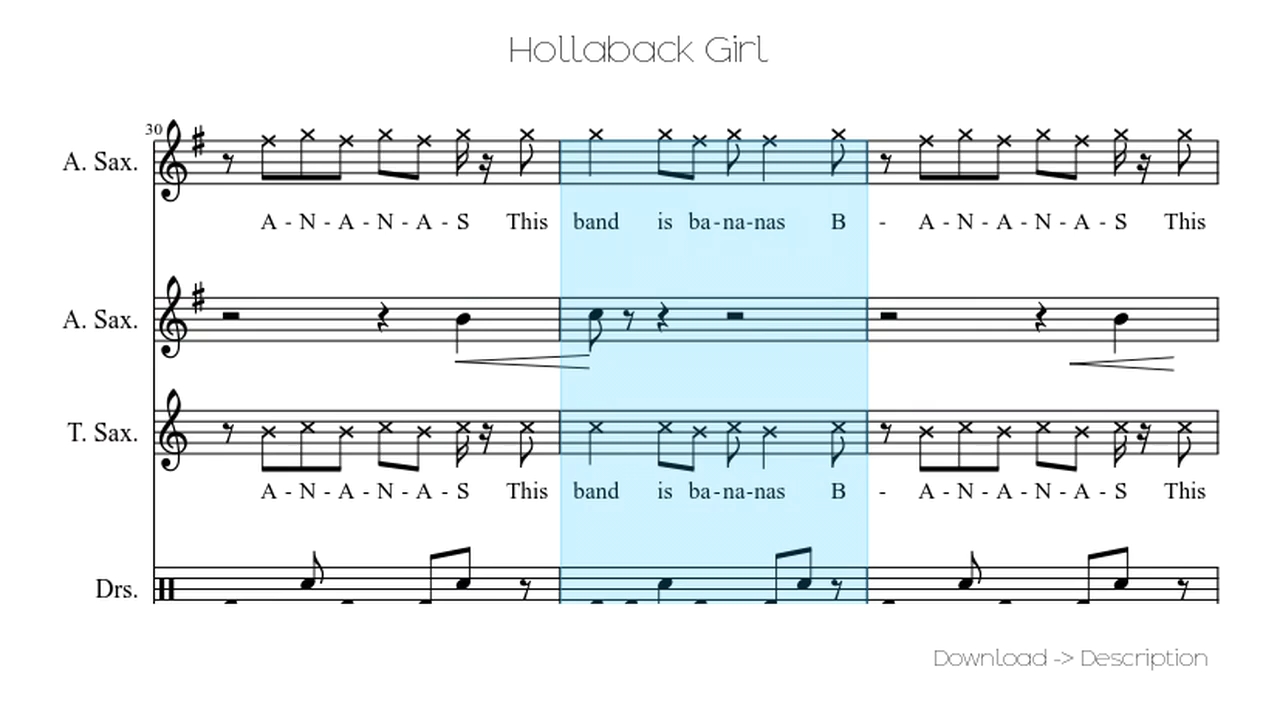 Hollaback Girl
30
A. Sax.
A - N - A - N - A - S This band is ba-na-nas B - A - N - A - N - A - S This
A. Sax.
T. Sax.
A - N - A - N - A - S This band is ba-na-nas B - A - N - A - N - A - S This
Drs.
Download -> Description